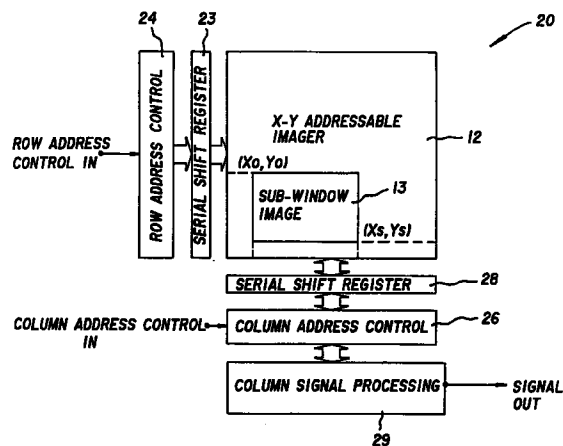 24
23
20
ROW ADDRESS CONTROL
SERIAL SHIFT REGISTER
X-Y ADDRESSABLE
IMAGER
12
ROW ADDRESS
CONTROL IN
(Xo,Yo)
13
SUB-WINDOW
IMAGE
(Xs,Ys)
SERIAL SHIFT REGISTER
28
COLUMN ADDRESS CONTROL
IN
COLUMN ADDRESS CONTROL
26
COLUMN SIGNAL PROCESSING
SIGNAL
OUT
29